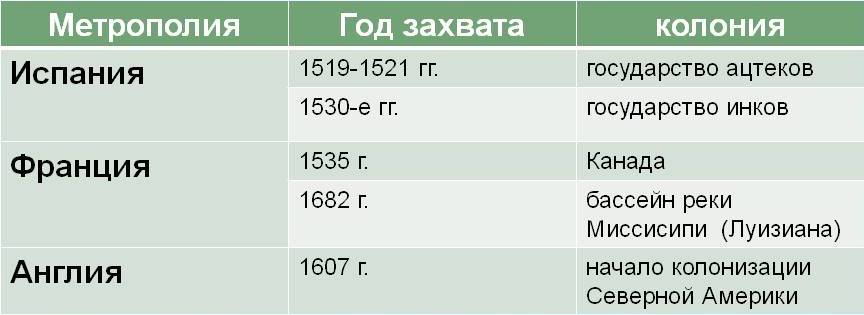 Метрополия Год захвата колония
Испания 1519-1521 гг. государство ацтеков
1530-е гг. государство инков
Франция 1535 г. Канада
1682 г. бассейн реки
Миссисипи (Луизиана)
Англия 1607 г. начало колонизации
Северной Америки